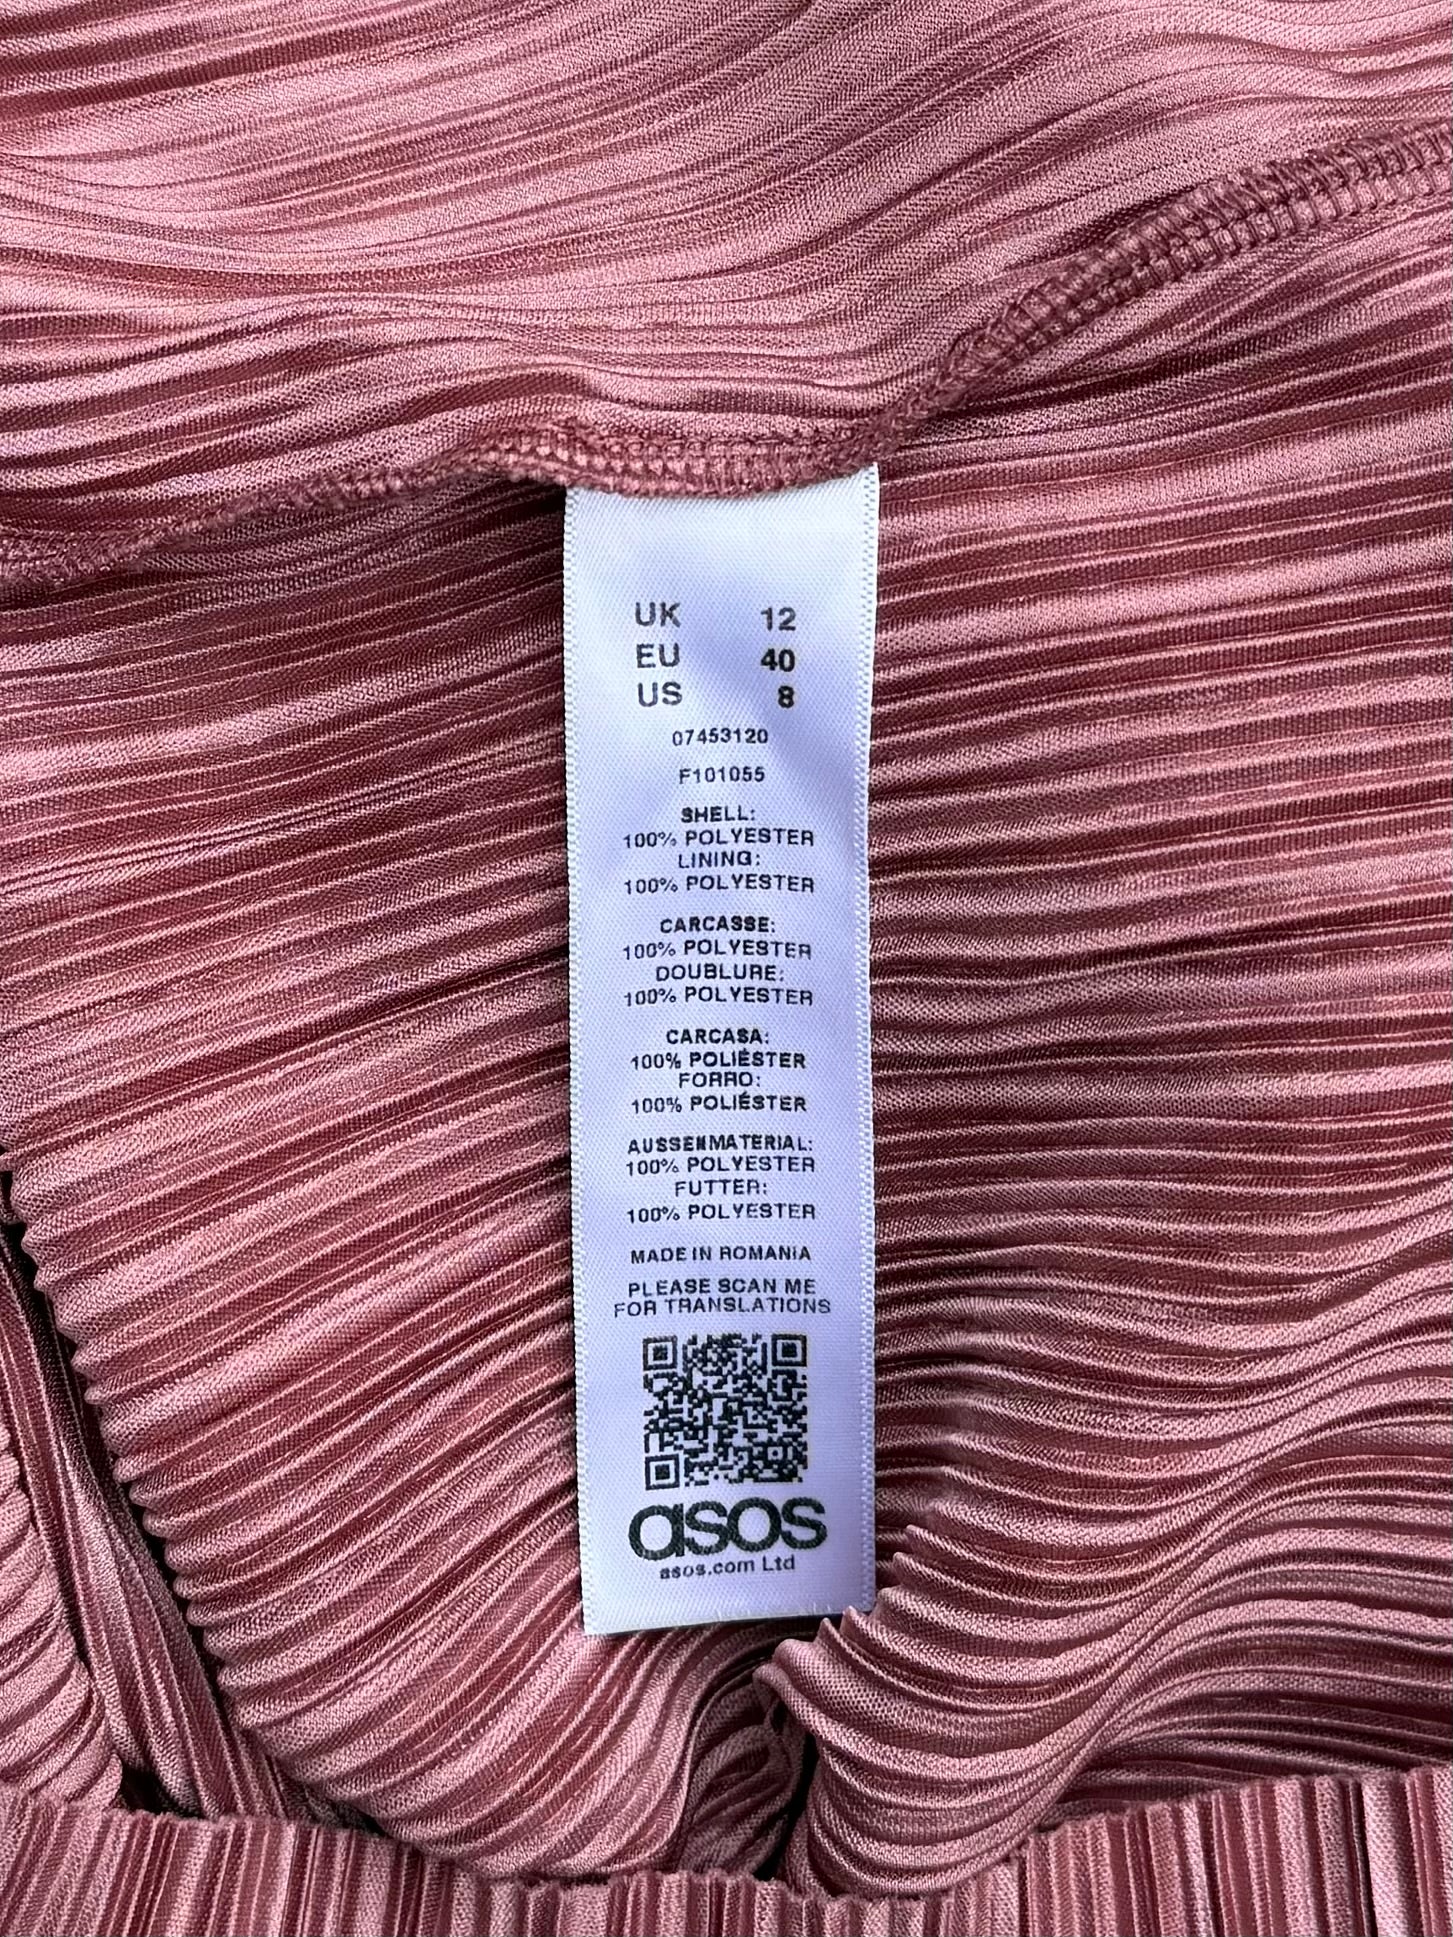 UK 12
EU 40
US 8
07453120
F101055
SHELL:
100% POLYESTER
LINING:
100% POLYESTER
CARCASSE:
100% POLYESTER
DOUBLURE:
100% POLYESTER
CARCASA:
100% POLIÉSTER
FORRO:
100% POLIÉSTER
AUSSENMATERIAL:
100% POLYESTER
FUTTER:
100% POLYESTER
MADE IN ROMANIA
PLEASE SCAN ME
FOR TRANSLATIONS
asos
asos.com Ltd